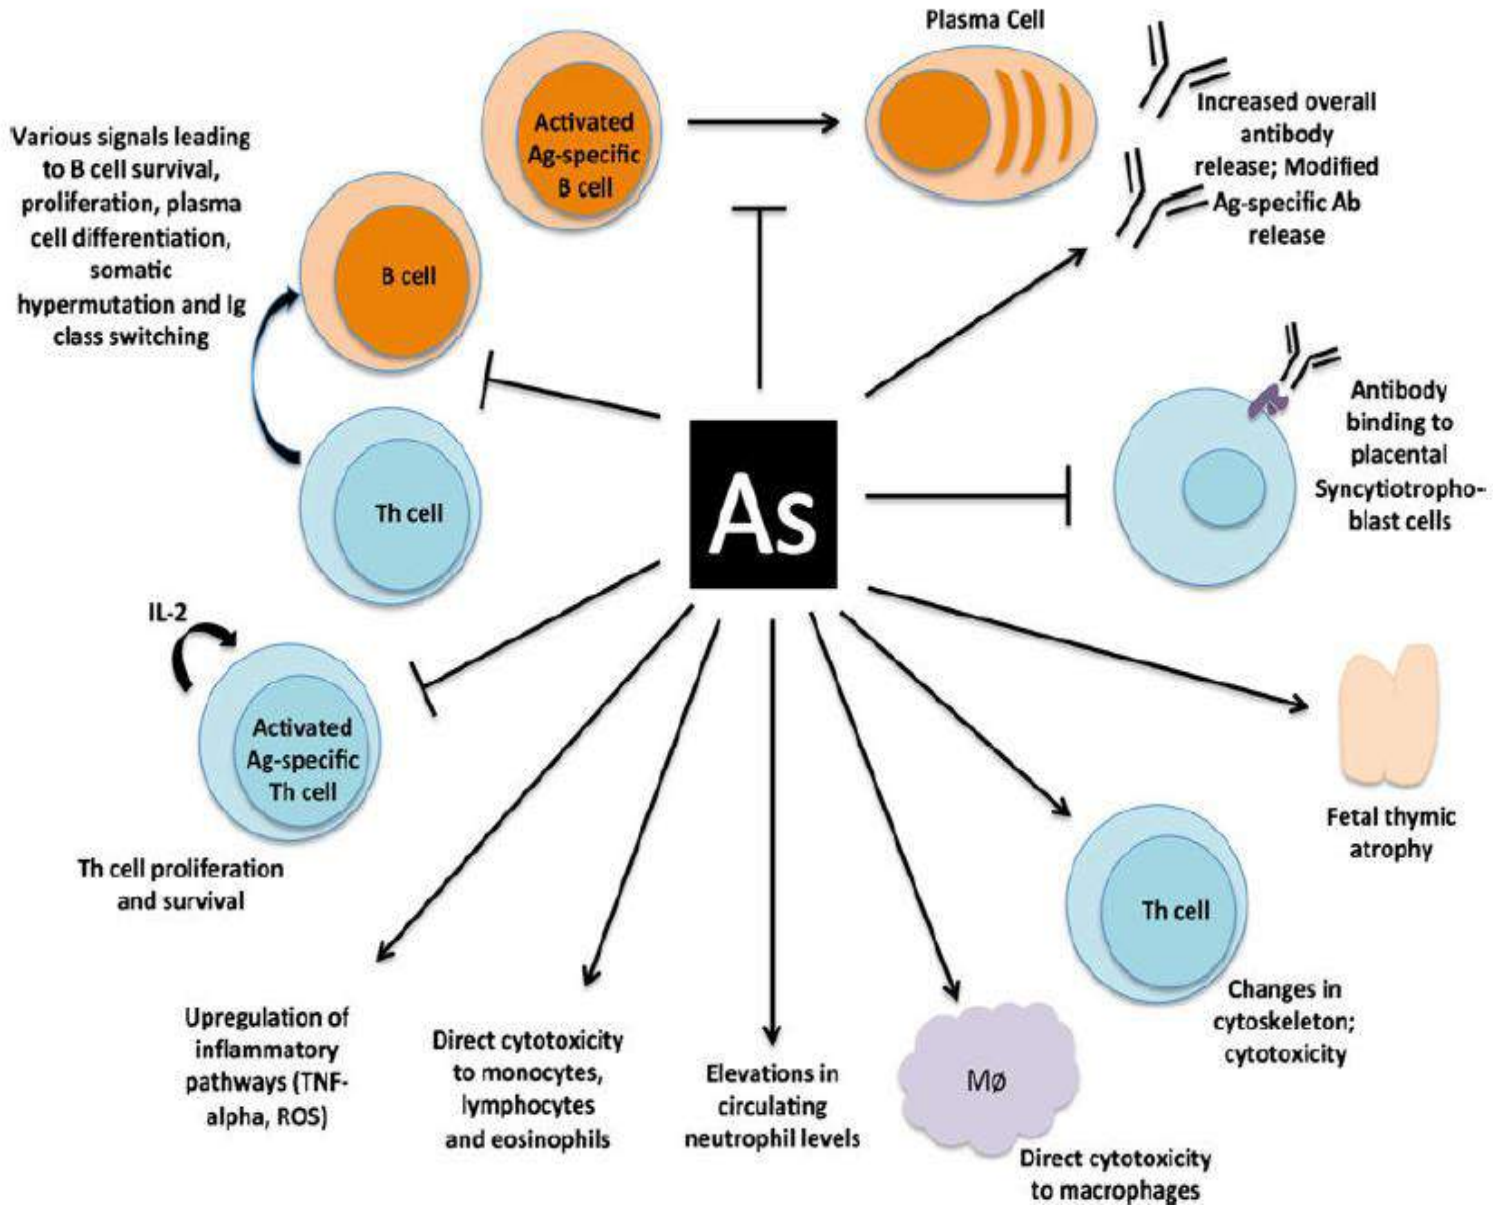 Plasma Cell
Activated
Ag-specific
B cell
Increased overall
antibody
release; Modified
Ag-specific Ab
release
Various signals leading
to B cell survival,
proliferation, plasma
cell differentiation,
somatic
hypermutation and Ig
class switching
B cell
Th cell
As
Antibody
binding to
placental
Syncytiotropho-
blast cells
IL-2
Activated
Ag-specific
Th cell
Th cell proliferation
and survival
Fetal thymic
atrophy
Th cell
Changes in
cytoskeleton;
cytotoxicity
Upregulation of
inflammatory
pathways (TNF-
alpha, ROS)
Direct cytotoxicity
to monocytes,
lymphocytes
and eosinophils
Elevations in
circulating
neutrophil levels
Mø
Direct cytotoxicity
to macrophages